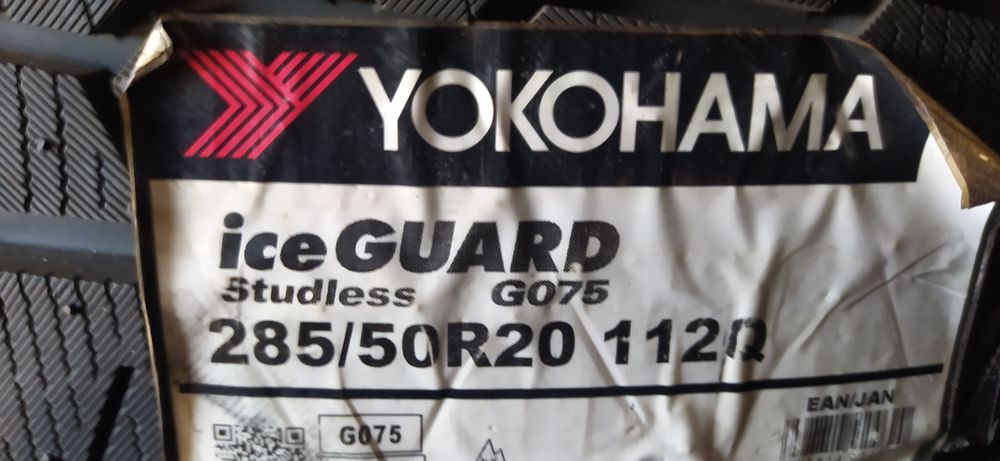 YOKOHAMA
iceGUARD
Studless G075
285/50R20 112Q
EAN/JAN
G075